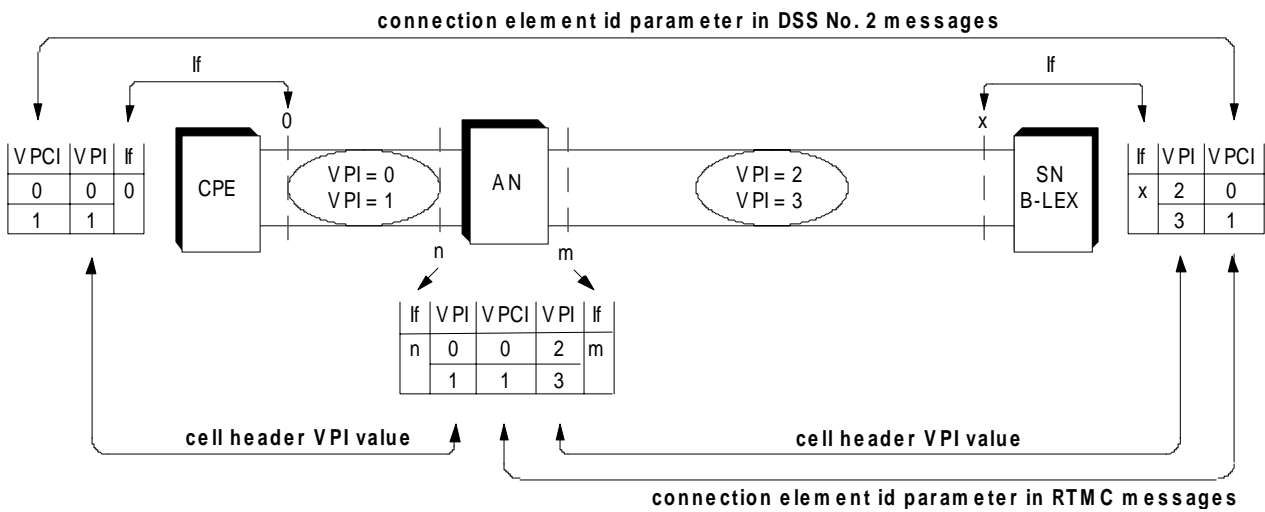 connection element id parameter in DSS No. 2 messages
If
If
0
x
VPCI VPI If
0 0 0
1 1
CPE
VPI = 0
VPI = 1
AN
VPI = 2
VPI = 3
SN
B-LEX
If VPI VPCI
x 2 0
3 1
n
m
If VPI VPCI VPI If
n 0 0 2 m
1 1 3
cell header VPI value
cell header VPI value
connection element id parameter in RTMC messages